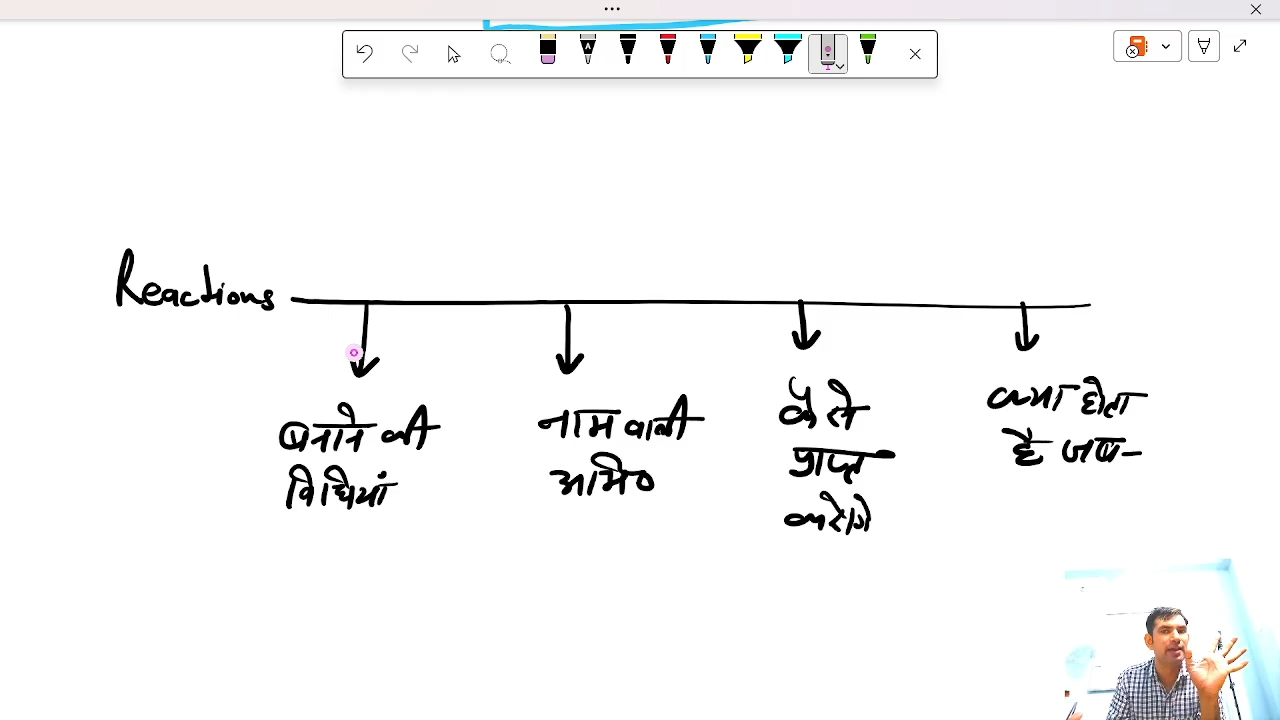 Reactions
बनाने की
विधियां
नाम वाली
अभि०
कैसे
प्राप्त
करेंगे
क्या होता
है जब-